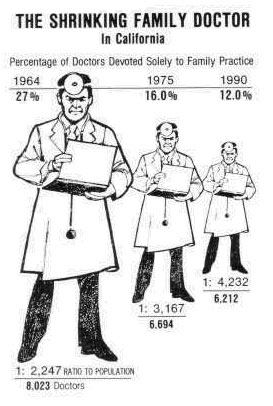 THE SHRINKING FAMILY DOCTOR
In California
Percentage of Doctors Devoted Solely to Family Practice
1964 1975 1990
27% 16.0% 12.0%
1: 4,232
6,212
1: 3,167
6,694
1: 2,247 RATIO TO POPULATION
8,023 Doctors